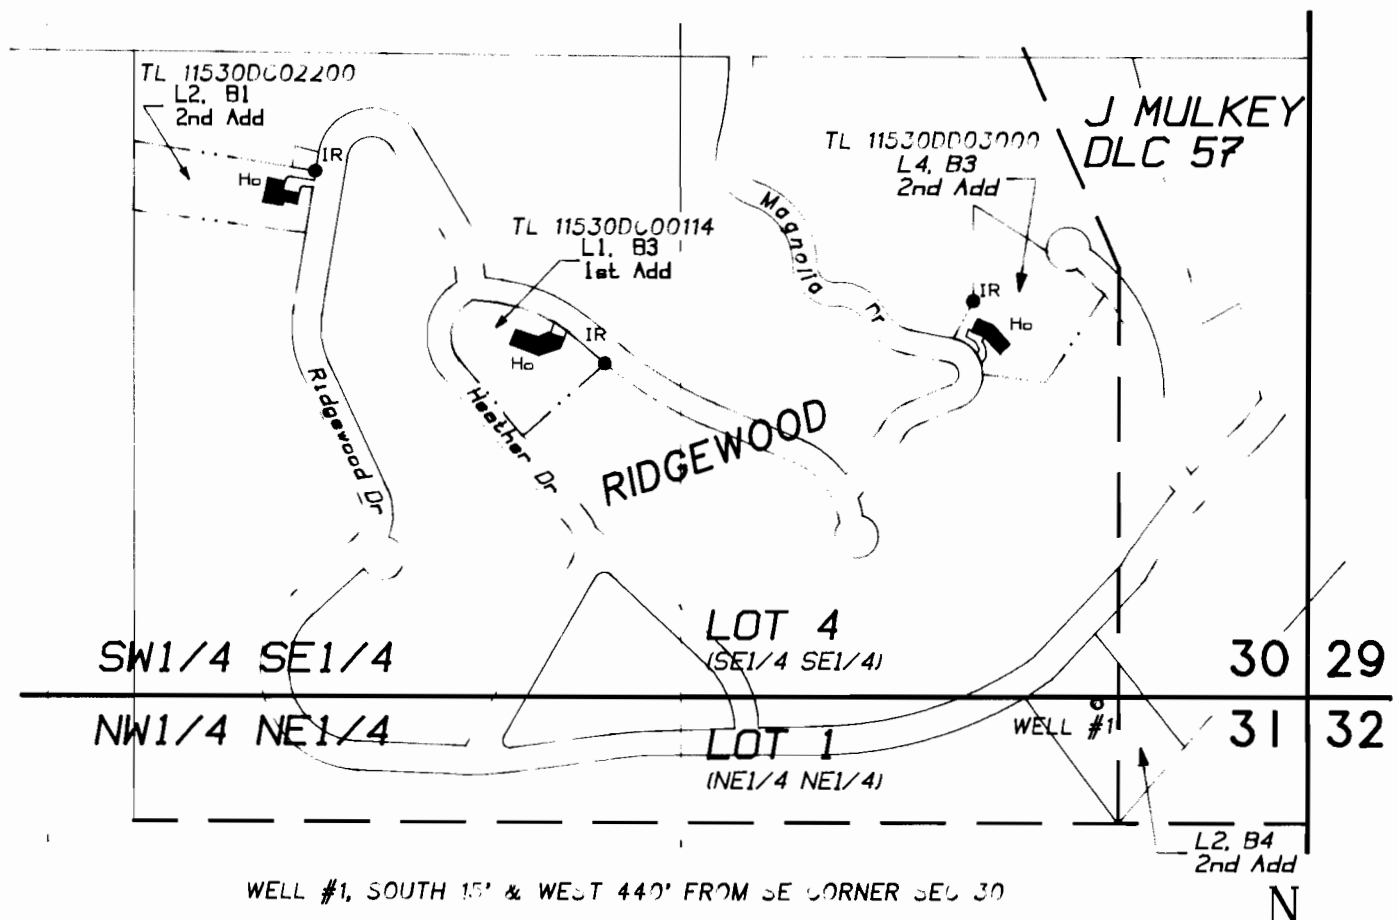 TL 11530DC02200
L2, B1
2nd Add
IR
Ho
J MULKEY
DLC 57
TL 11530DD03000
L4, B3
2nd Add
Magnolia Dr
TL 11530DC00114
L1, B3
1st Add
IR
Ho
IR
Ho
Ridgewood Dr
Heather Dr
RIDGEWOOD
LOT 4
(SE1/4 SE1/4)
SW1/4 SE1/4
30 29
NW1/4 NE1/4
LOT 1
(NE1/4 NE1/4)
WELL #1
31 32
L2, B4
2nd Add
WELL #1, SOUTH 15' & WEST 440' FROM SE CORNER SEC 30
N